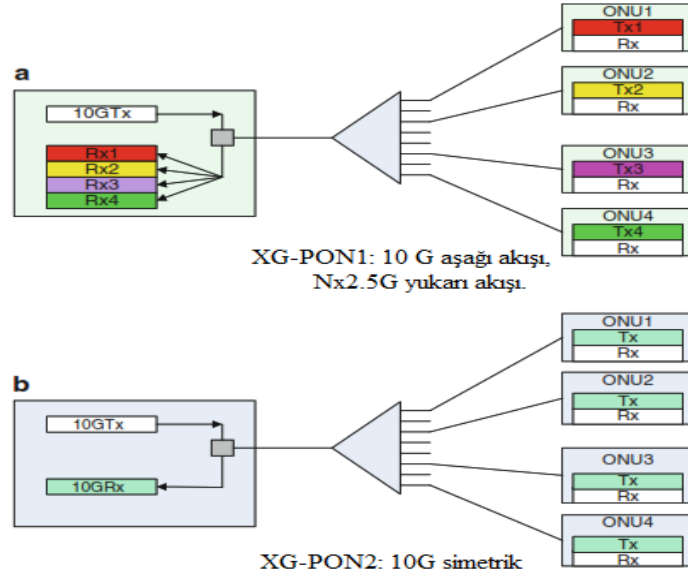 a
10GTx
Rx1
Rx2
Rx3
Rx4
ONU1
Tx1
Rx
ONU2
Tx2
Rx
ONU3
Tx3
Rx
ONU4
Tx4
Rx
XG-PON1: 10 G aşağı akışı,
Nx2.5G yukarı akışı.
b
10GTx
10GRx
ONU1
Tx
Rx
ONU2
Tx
Rx
ONU3
Tx
Rx
ONU4
Tx
Rx
XG-PON2: 10G simetrik